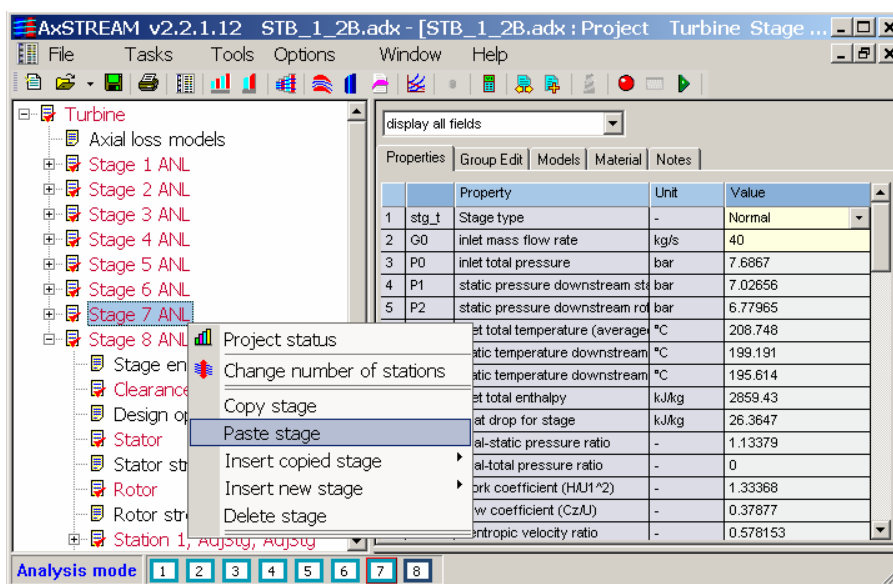 AxSTREAM v2.2.1.12 STB_1_2B.adx - [STB_1_2B.adx : Project Turbine Stage ...
File Tasks Tools Options Window Help
Turbine
Axial loss models
Stage 1 ANL
Stage 2 ANL
Stage 3 ANL
Stage 4 ANL
Stage 5 ANL
Stage 6 ANL
Stage 7 ANL
Stage 8 ANL
Stage en
Clearance
Design op
Stator
Stator str
Rotor
Rotor stre
Station 1, AdjStg, AdjStg
Project status
Change number of stations
Copy stage
Paste stage
Insert copied stage
Insert new stage
Delete stage
display all fields
Properties Group Edit Models Material Notes
Property Unit Value
1 stg_t Stage type - Normal
2 G0 inlet mass flow rate kg/s 40
3 P0 inlet total pressure bar 7.6867
4 P1 static pressure downstream sta bar 7.02656
5 P2 static pressure downstream rot bar 6.77965
et total temperature (average °C 208.748
atic temperature downstream °C 199.191
atic temperature downstream °C 195.614
et total enthalpy kJ/kg 2859.43
at drop for stage kJ/kg 26.3647
al-static pressure ratio - 1.13379
al-total pressure ratio - 0
ork coefficient (H/U1^2) - 1.33368
w coefficient (Cz/U) - 0.37877
entropic velocity ratio - 0.578153
Analysis mode 1 2 3 4 5 6 7 8